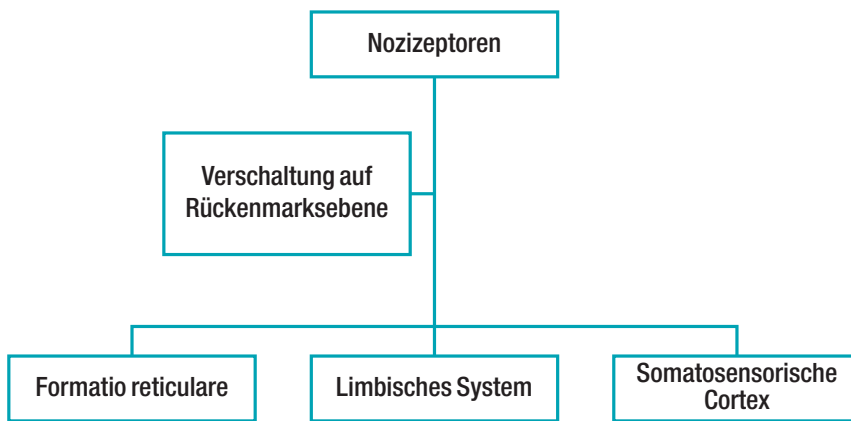 Nozizeptoren
Verschaltung auf
Rückenmarksebene
Formatio reticulare
Limbisches System
Somatosensorische
Cortex